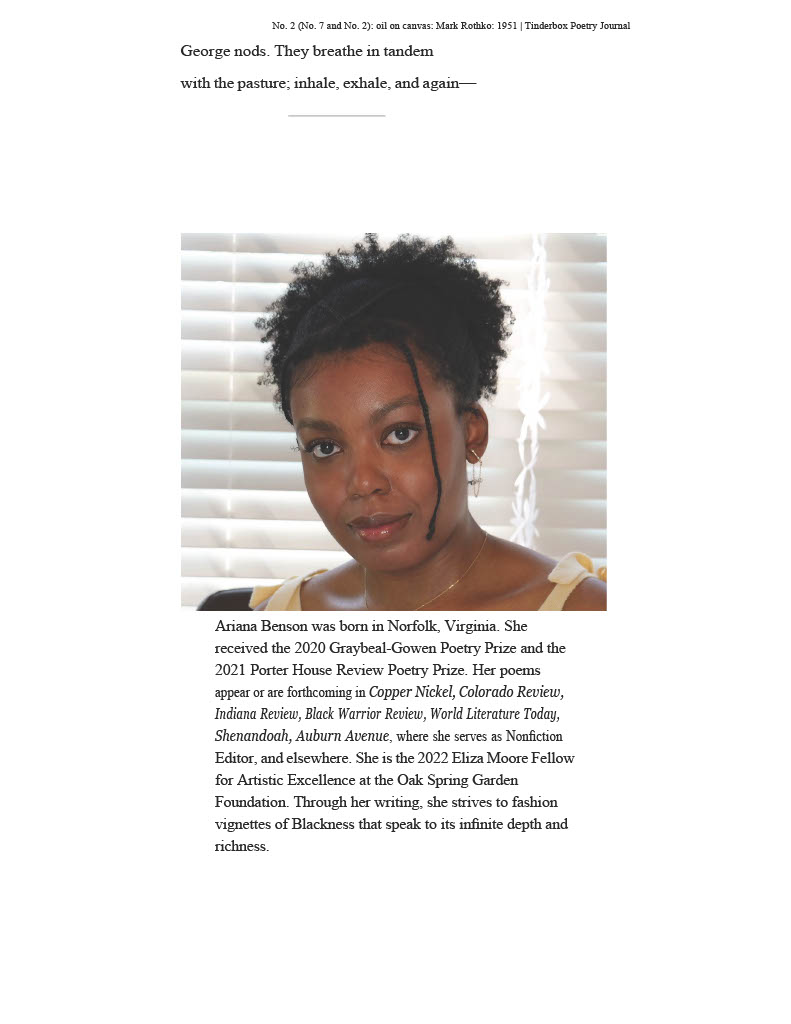 No. 2 (No. 7 and No. 2): oil on canvas: Mark Rothko: 1951 | Tinderbox Poetry Journal
George nods. They breathe in tandem
with the pasture; inhale, exhale, and again—
Ariana Benson was born in Norfolk, Virginia. She
received the 2020 Graybeal-Gowen Poetry Prize and the
2021 Porter House Review Poetry Prize. Her poems
appear or are forthcoming in Copper Nickel, Colorado Review,
Indiana Review, Black Warrior Review, World Literature Today,
Shenandoah, Auburn Avenue, where she serves as Nonfiction
Editor, and elsewhere. She is the 2022 Eliza Moore Fellow
for Artistic Excellence at the Oak Spring Garden
Foundation. Through her writing, she strives to fashion
vignettes of Blackness that speak to its infinite depth and
richness.